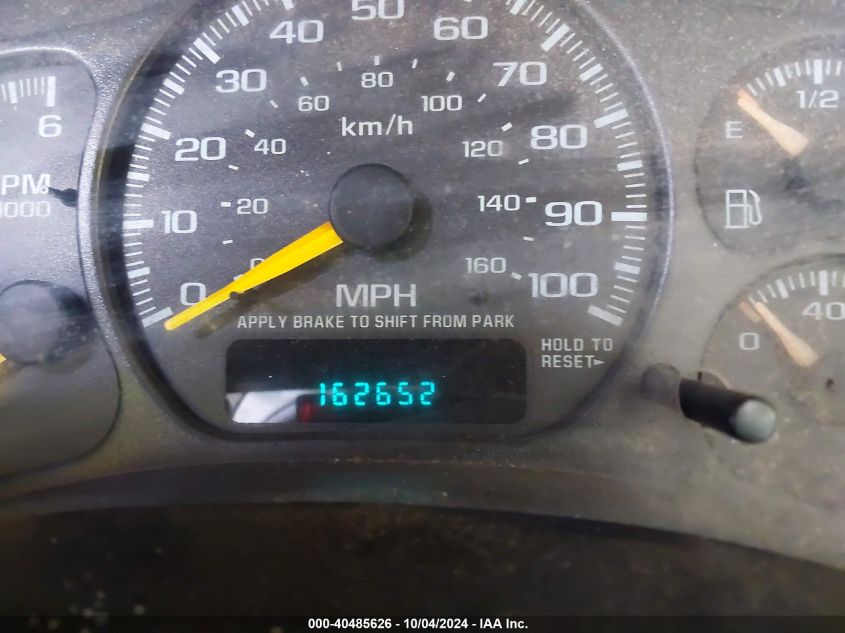 50
40 60
30 70
20 80
10 90
0 100
80
60 100
km/h
40 120
20 140
160
MPH
APPLY BRAKE TO SHIFT FROM PARK
HOLD TO
RESET
162652
6
PM
1000
1/2
E
40
0
000-40485626 - 10/04/2024 - IAA Inc.